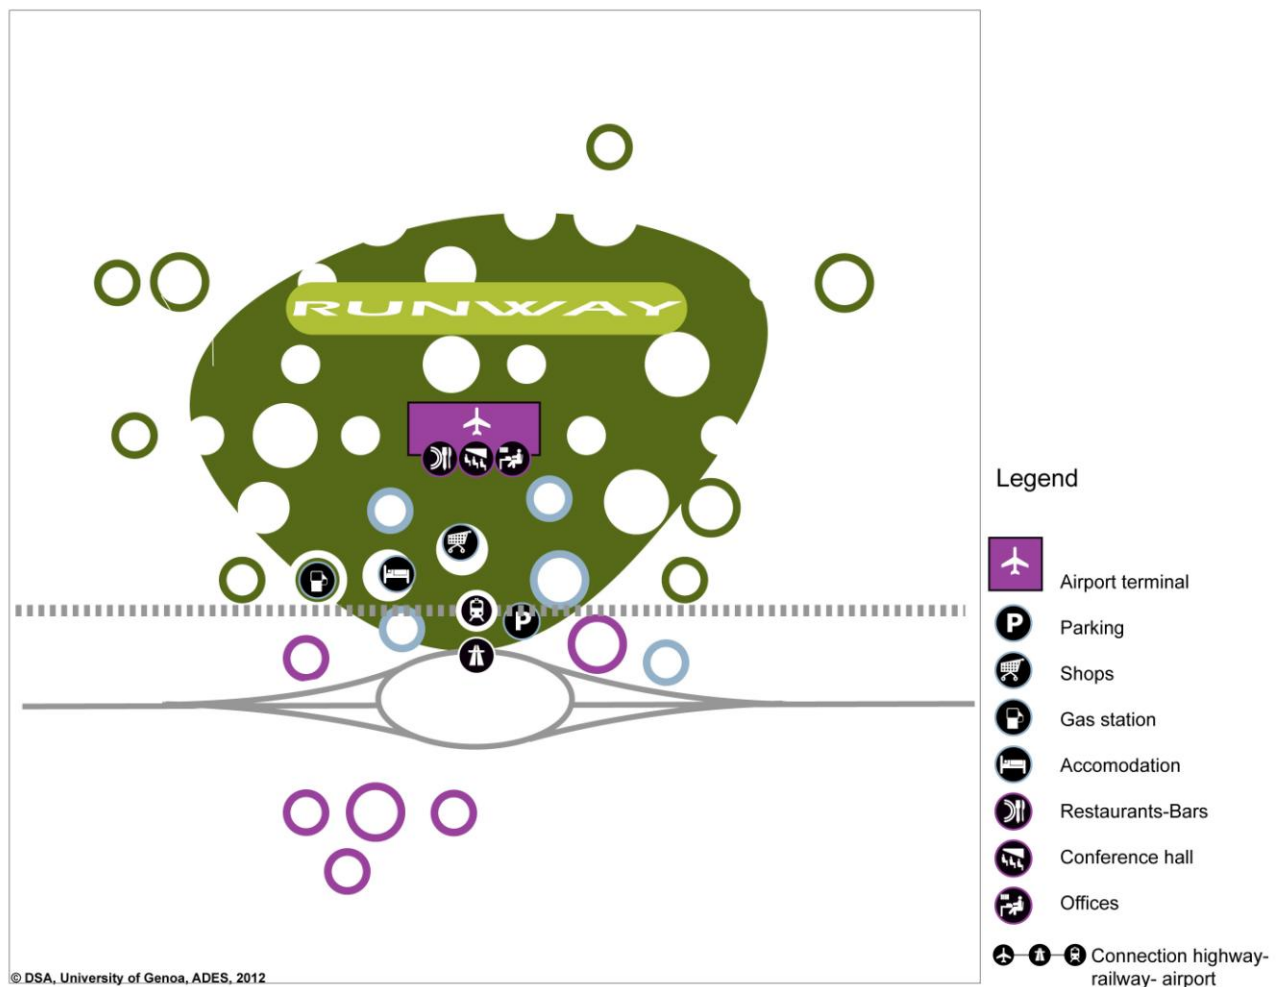 RUNWAY
P
P
Legend
Airport terminal
Parking
Shops
Gas station
Accomodation
Restaurants-Bars
Conference hall
Offices
Connection highway-
railway- airport
© DSA, University of Genoa, ADES, 2012